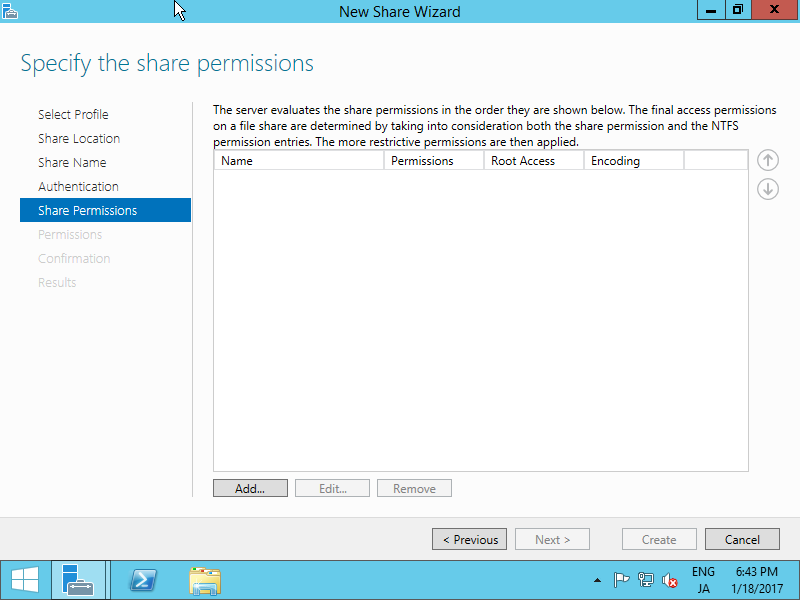 New Share Wizard
Specify the share permissions
Select Profile
Share Location
Share Name
Authentication
Share Permissions
Permissions
Confirmation
Results
The server evaluates the share permissions in the order they are shown below. The final access permissions
on a file share are determined by taking into consideration both the share permission and the NTFS
permission entries. The more restrictive permissions are then applied.
Name Permissions Root Access Encoding
Add... Edit... Remove
< Previous Next > Create Cancel
ENG 6:43 PM
JA 1/18/2017